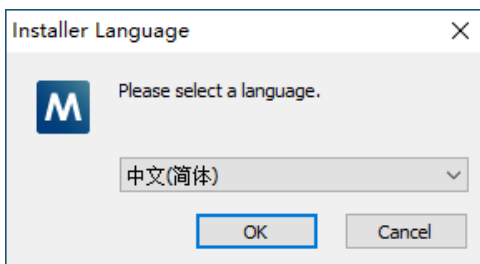 Installer Language
M
Please select a language.
中文(简体)
OK
Cancel